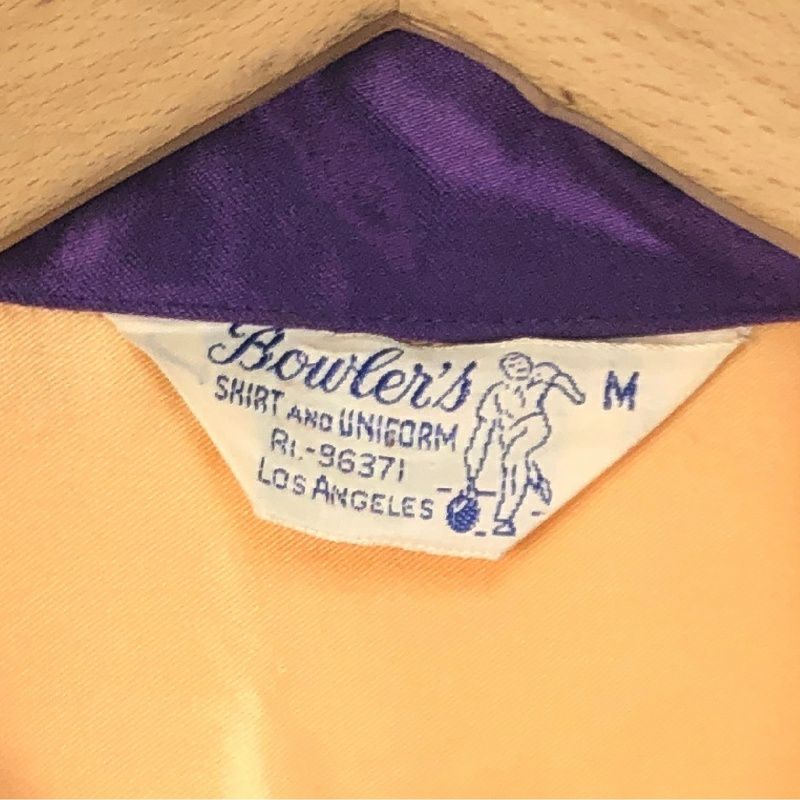 Bowler's
SHIRT AND UNIFORM
RI.-96371
LOS ANGELES
M